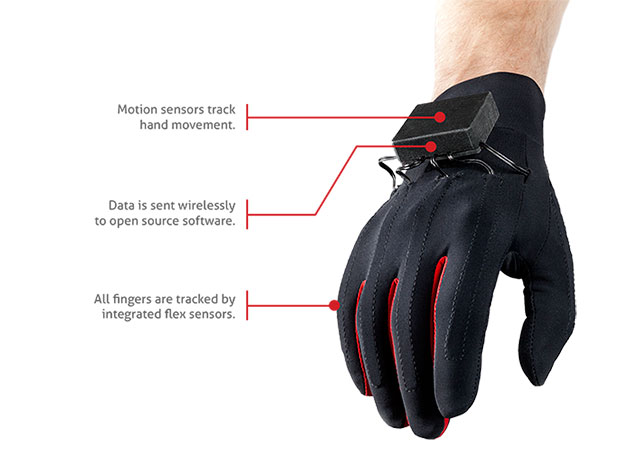 Motion sensors track
hand movement.
Data is sent wirelessly
to open source software.
All fingers are tracked by
integrated flex sensors.